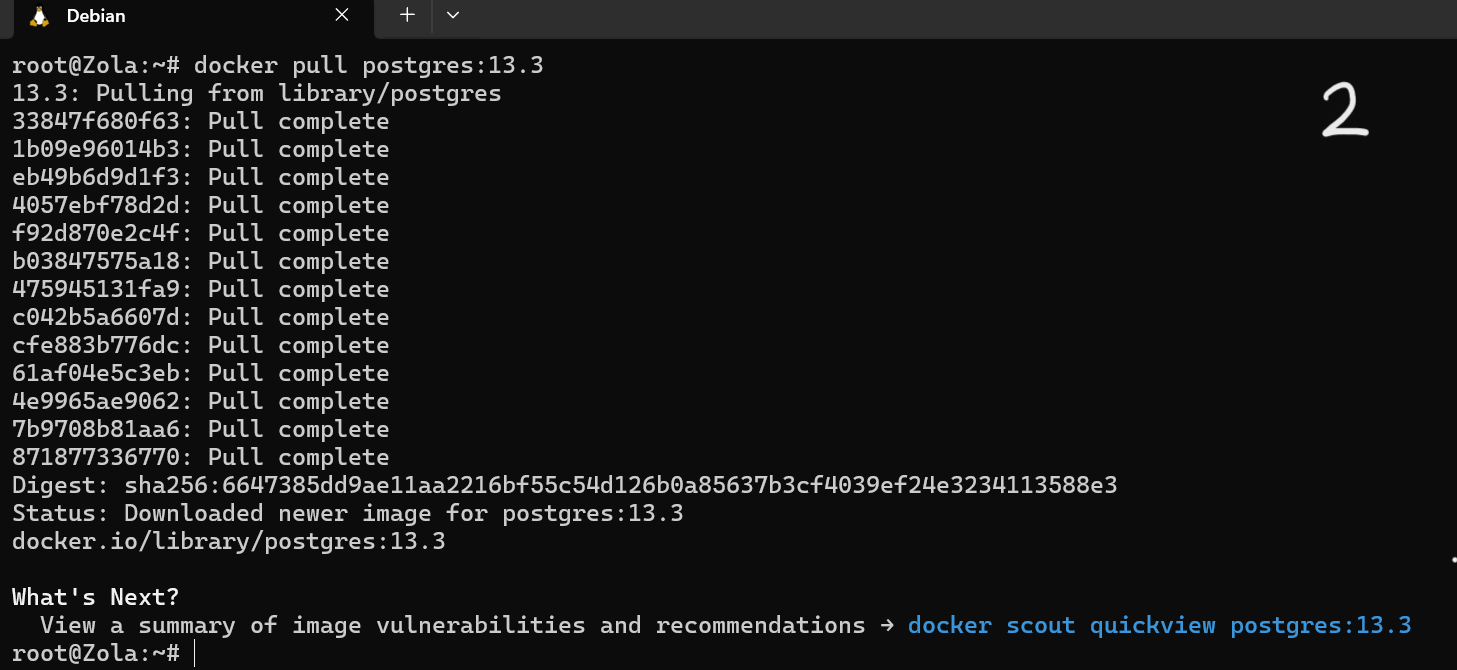 Debian
root@Zola:~# docker pull postgres:13.3
13.3: Pulling from library/postgres
2
33847f680f63: Pull complete
1b09e96014b3: Pull complete
eb49b6d9d1f3: Pull complete
4057ebf78d2d: Pull complete
f92d870e2c4f: Pull complete
b03847575a18: Pull complete
475945131fa9: Pull complete
c042b5a6607d: Pull complete
cfe883b776dc: Pull complete
61af04e5c3eb: Pull complete
4e9965ae9062: Pull complete
7b9708b81aa6: Pull complete
871877336770: Pull complete
Digest: sha256:6647385dd9ae11aa2216bf55c54d126b0a85637b3cf4039ef24e3234113588e3
Status: Downloaded newer image for postgres:13.3
docker.io/library/postgres:13.3
What's Next?
View a summary of image vulnerabilities and recommendations → docker scout quickview postgres:13.3
root@Zola:~#